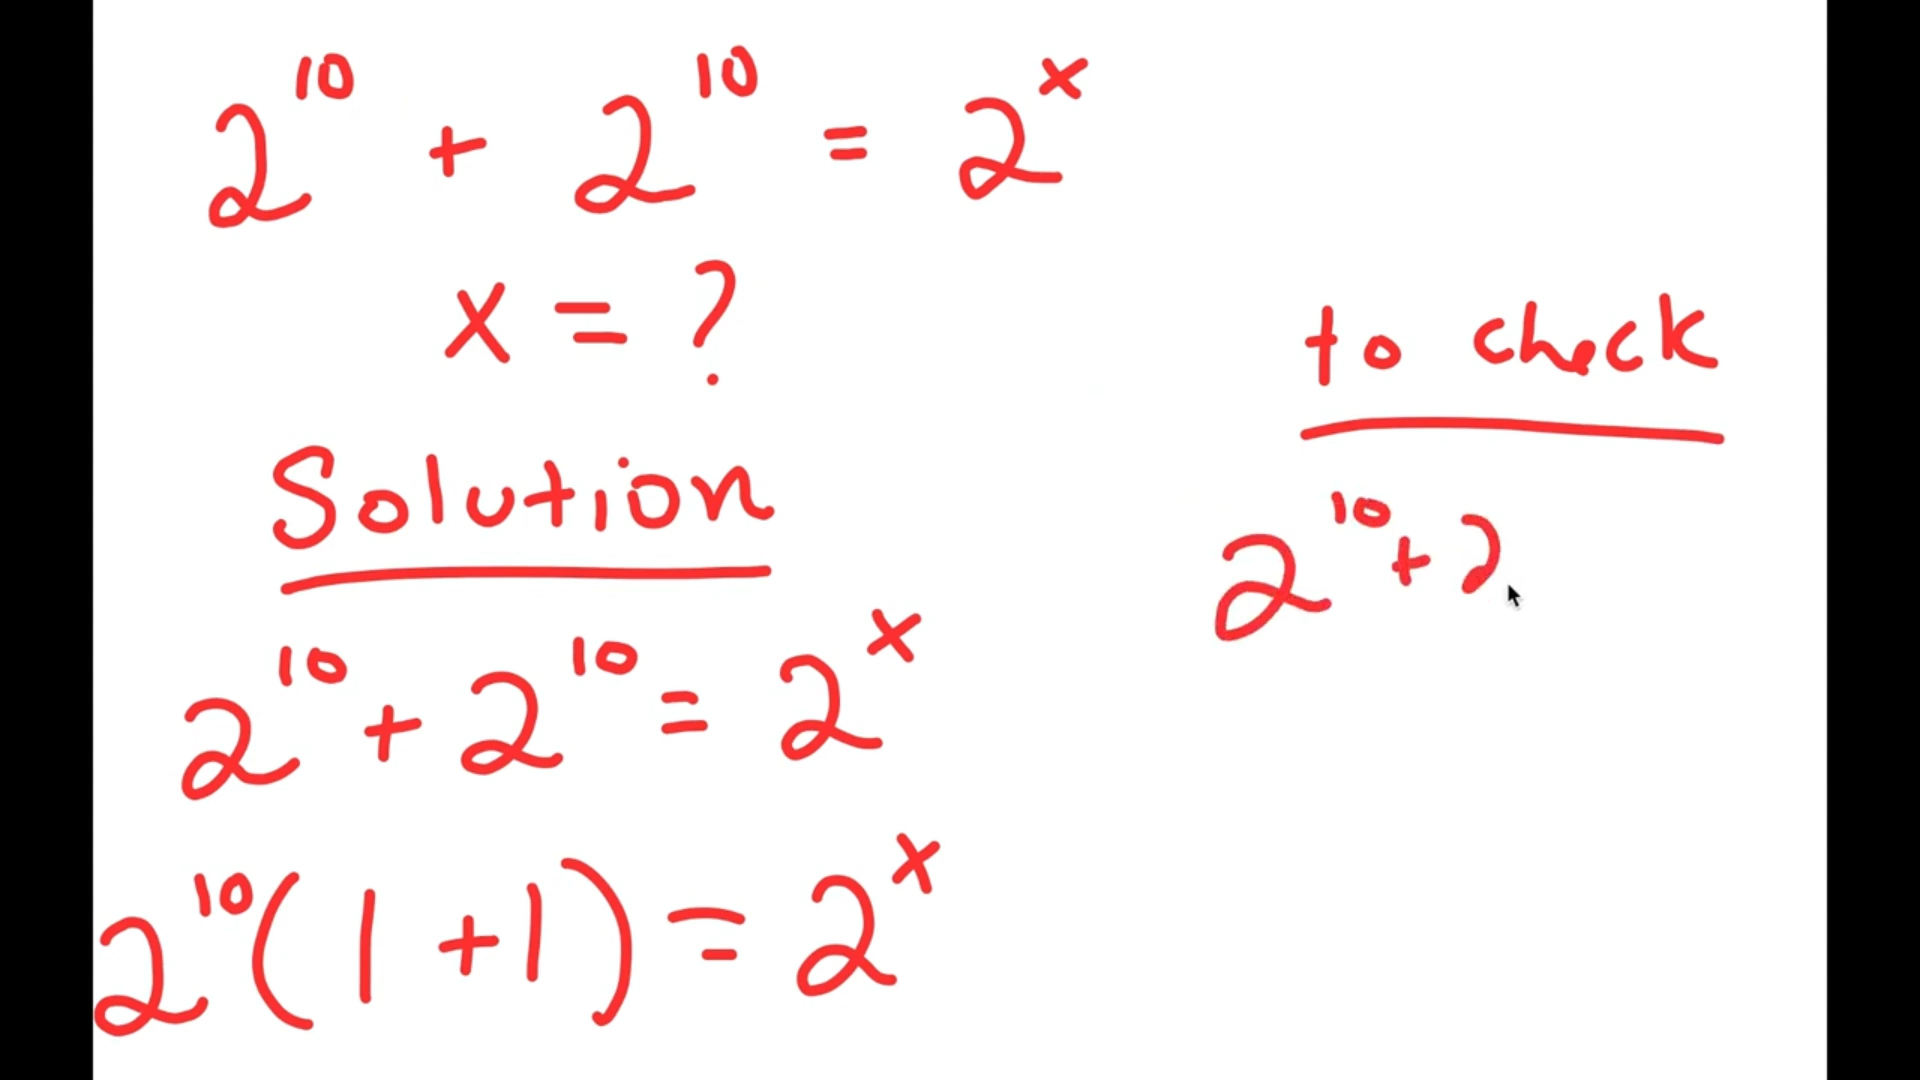 2^10 + 2^10 = 2^x
x = ?
Solution
2^10 + 2^10 = 2^x
2^10(1 + 1) = 2^x
to check
2^10 + 2